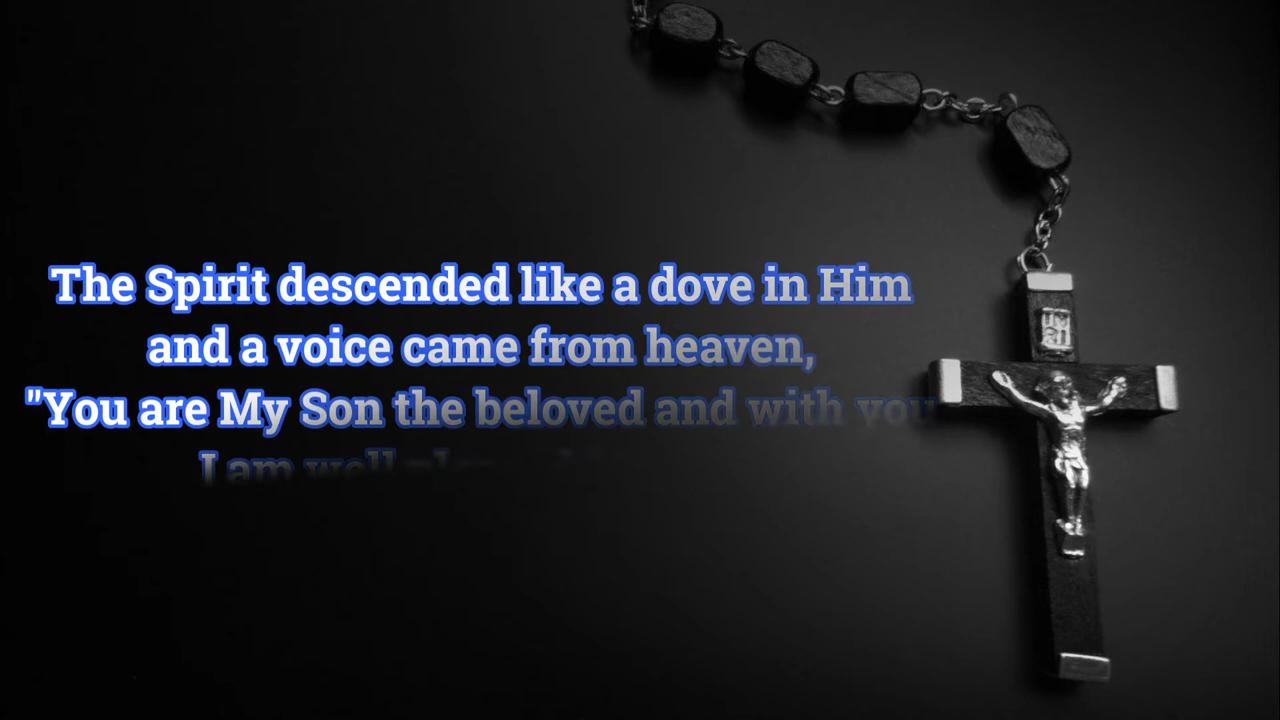 The Spirit descended like a dove in Him
and a voice came from heaven,
"You are My Son the beloved and with you
I am well